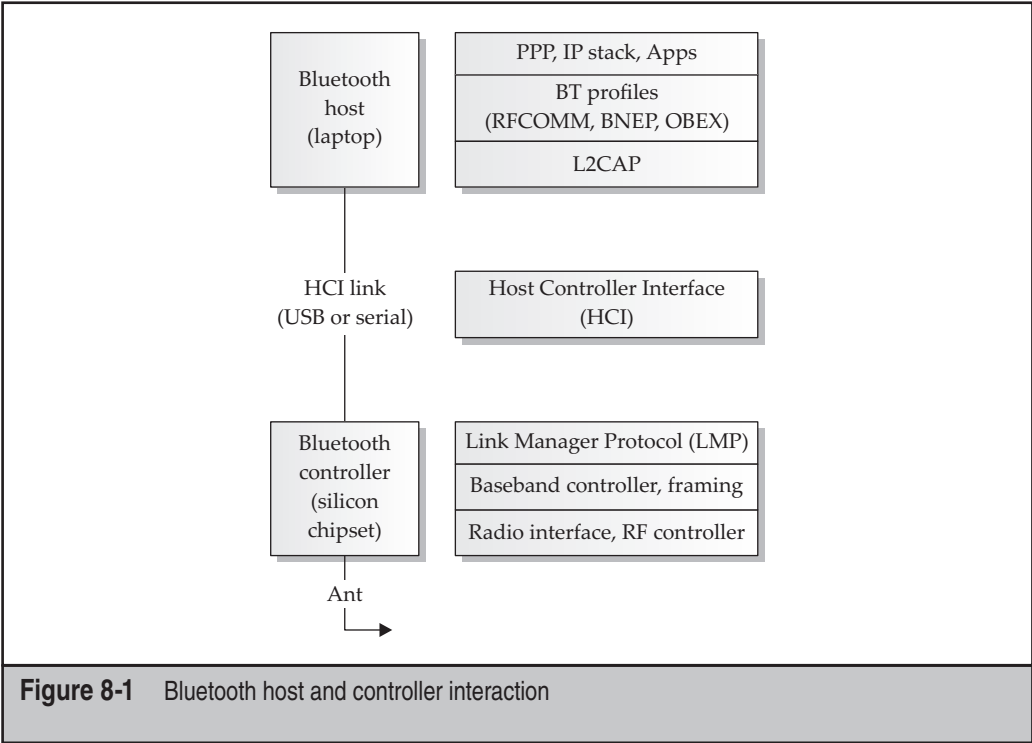 Bluetooth
host
(laptop)
PPP, IP stack, Apps
BT profiles
(RFCOMM, BNEP, OBEX)
L2CAP
HCI link
(USB or serial)
Host Controller Interface
(HCI)
Bluetooth
controller
(silicon
chipset)
Link Manager Protocol (LMP)
Baseband controller, framing
Radio interface, RF controller
Ant
Figure 8-1 Bluetooth host and controller interaction